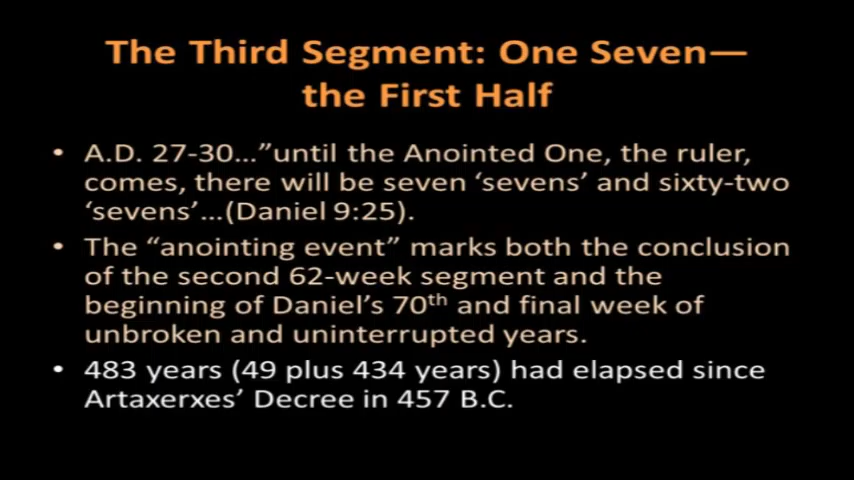 The Third Segment: One Seven—
the First Half
• A.D. 27-30…”until the Anointed One, the ruler,
comes, there will be seven ‘sevens’ and sixty-two
‘sevens’…(Daniel 9:25).
• The “anointing event” marks both the conclusion
of the second 62-week segment and the
beginning of Daniel’s 70th and final week of
unbroken and uninterrupted years.
• 483 years (49 plus 434 years) had elapsed since
Artaxerxes’ Decree in 457 B.C.